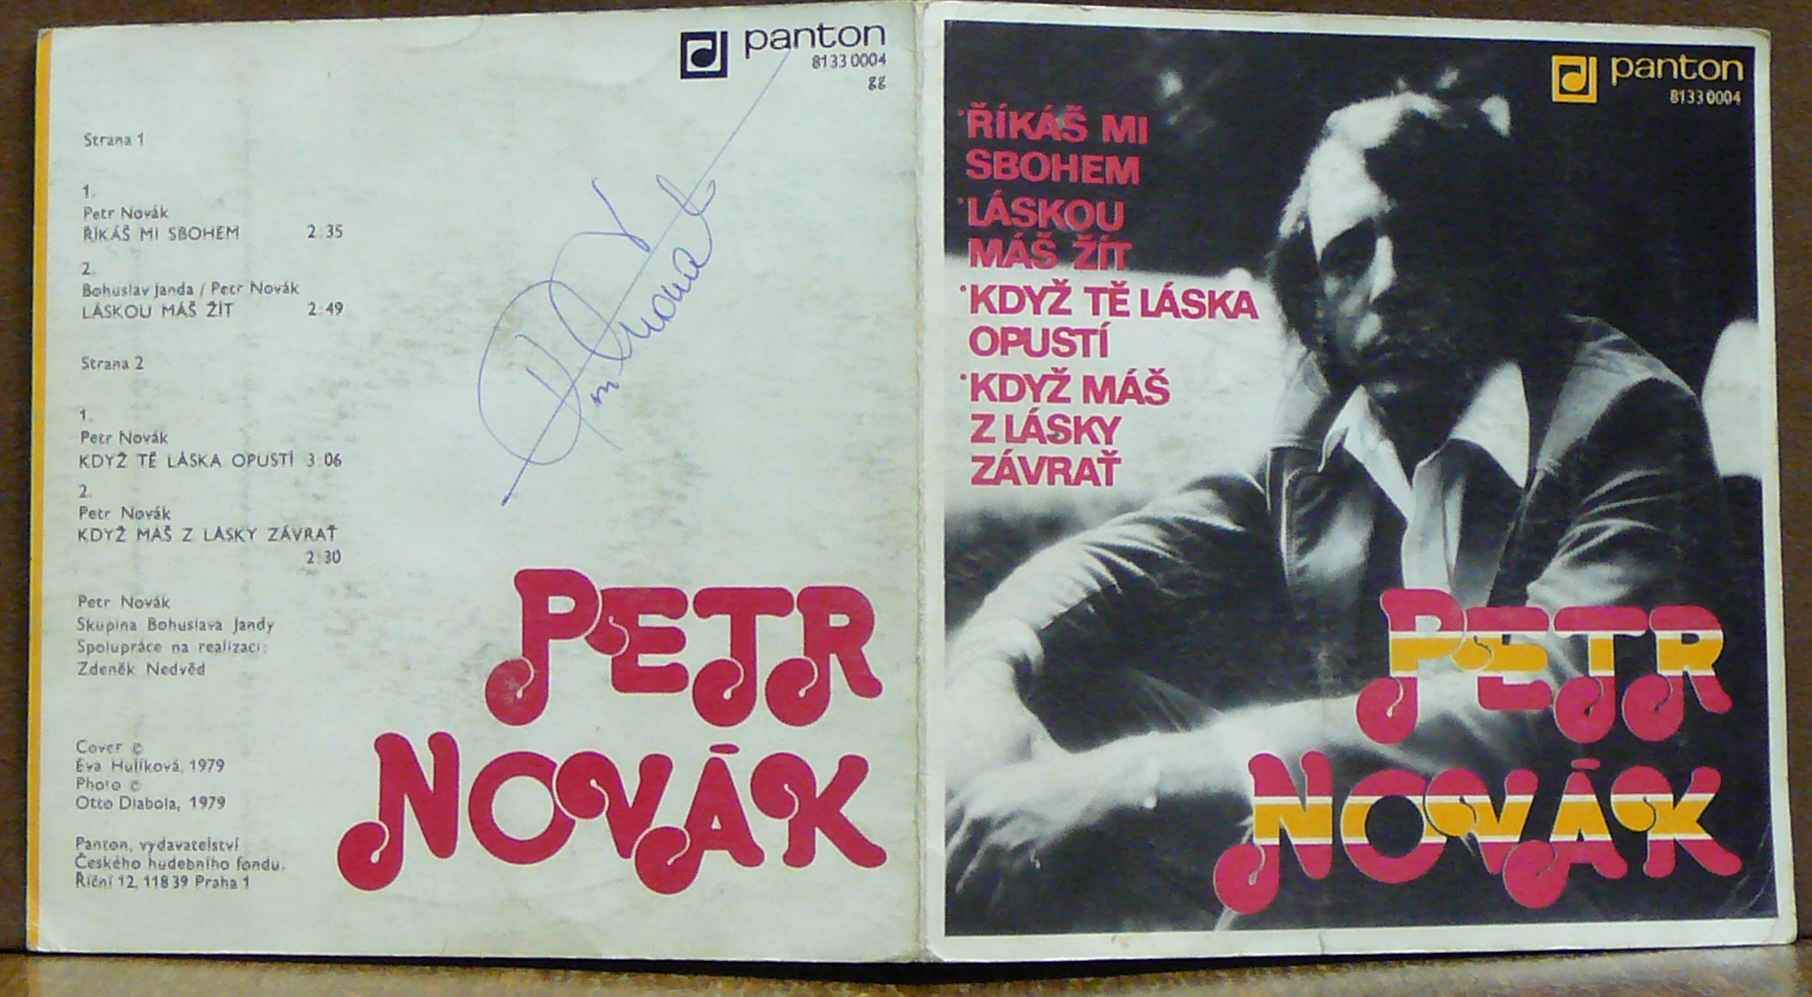 panton
8133 0004
gg
Strana 1
1.
Petr Novák
ŘÍKÁŠ MI SBOHEM 2:35
2.
Bohuslav Janda / Petr Novák
LÁSKOU MÁŠ ŽÍT 2:49
Strana 2
1.
Petr Novák
KDYŽ TĚ LÁSKA OPUSTÍ 3:06
2.
Petr Novák
KDYŽ MÁŠ Z LÁSKY ZÁVRAŤ
2:30
Petr Novák
Skupina Bohuslava Jandy
Spolupráce na realizaci:
Zdeněk Nedvěd
Cover ©
Eva Hulíková, 1979
Photo ©
Otto Dlabola, 1979
Panton, vydavatelství
Českého hudebního fondu,
Říční 12, 118 39 Praha 1
PETR
NOVÁK
panton
8133 0004
•ŘÍKÁŠ MI
SBOHEM
•LÁSKOU
MÁŠ ŽÍT
•KDYŽ TĚ LÁSKA
OPUSTÍ
•KDYŽ MÁŠ
Z LÁSKY
ZÁVRAŤ
PETR
NOVÁK